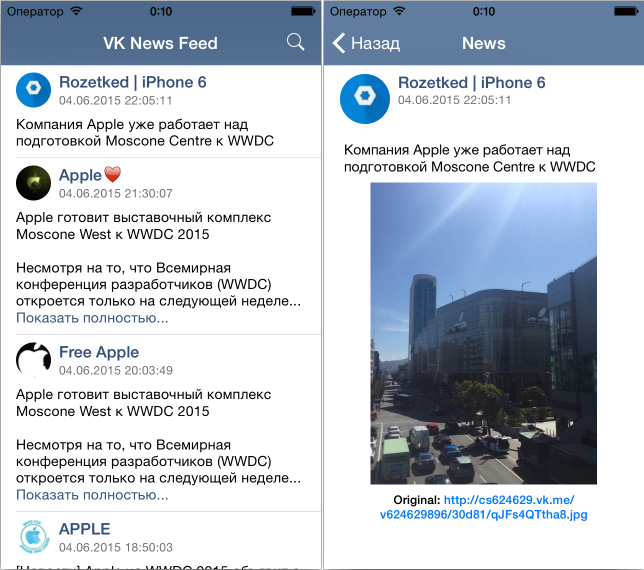 Оператор 0:10
VK News Feed
Rozetked | iPhone 6
04.06.2015 22:05:11
Компания Apple уже работает над
подготовкой Moscone Centre к WWDC
Apple❤️
04.06.2015 21:30:07
Apple готовит выставочный комплекс
Moscone West к WWDC 2015
Несмотря на то, что Всемирная
конференция разработчиков (WWDC)
откроется только на следующей неделе...
Показать полностью...
Free Apple
04.06.2015 20:03:49
Apple готовит выставочный комплекс
Moscone West к WWDC 2015
Несмотря на то, что Всемирная
конференция разработчиков (WWDC)
откроется только на следующей неделе...
Показать полностью...
APPLE
04.06.2015 18:50:03
Оператор 0:10
Назад News
Rozetked | iPhone 6
04.06.2015 22:05:11
Компания Apple уже работает над
подготовкой Moscone Centre к WWDC
Original: http://cs624629.vk.me/
v624629896/30d81/qJFs4QTtha8.jpg